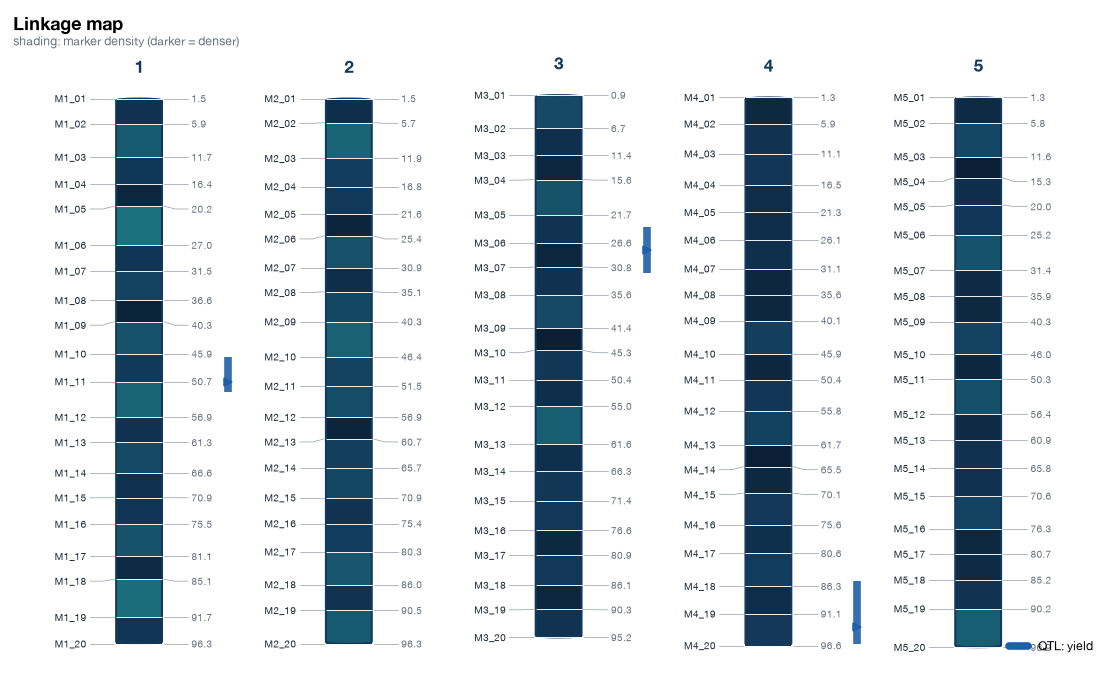 Linkage map
shading: marker density (darker = denser)
1
M1_01 1.5
M1_02 5.9
M1_03 11.7
M1_04 16.4
M1_05 20.2
M1_06 27.0
M1_07 31.5
M1_08 36.6
M1_09 40.3
M1_10 45.9
M1_11 50.7
M1_12 56.9
M1_13 61.3
M1_14 66.6
M1_15 70.9
M1_16 75.5
M1_17 81.1
M1_18 85.1
M1_19 91.7
M1_20 96.3
2
M2_01 1.5
M2_02 5.7
M2_03 11.9
M2_04 16.8
M2_05 21.6
M2_06 25.4
M2_07 30.9
M2_08 35.1
M2_09 40.3
M2_10 46.4
M2_11 51.5
M2_12 56.9
M2_13 60.7
M2_14 65.7
M2_15 70.9
M2_16 75.4
M2_17 80.3
M2_18 86.0
M2_19 90.5
M2_20 96.3
3
M3_01 0.9
M3_02 6.7
M3_03 11.4
M3_04 15.6
M3_05 21.7
M3_06 26.6
M3_07 30.8
M3_08 35.6
M3_09 41.4
M3_10 45.3
M3_11 50.4
M3_12 55.0
M3_13 61.6
M3_14 66.3
M3_15 71.4
M3_16 76.6
M3_17 80.9
M3_18 86.1
M3_19 90.3
M3_20 95.2
4
M4_01 1.3
M4_02 5.9
M4_03 11.1
M4_04 16.5
M4_05 21.3
M4_06 26.1
M4_07 31.1
M4_08 35.6
M4_09 40.1
M4_10 45.9
M4_11 50.4
M4_12 55.8
M4_13 61.7
M4_14 65.5
M4_15 70.1
M4_16 75.6
M4_17 80.6
M4_18 86.3
M4_19 91.1
M4_20 96.6
5
M5_01 1.3
M5_02 5.8
M5_03 11.6
M5_04 15.3
M5_05 20.0
M5_06 25.2
M5_07 31.4
M5_08 35.9
M5_09 40.3
M5_10 46.0
M5_11 50.3
M5_12 56.4
M5_13 60.9
M5_14 65.8
M5_15 70.6
M5_16 76.3
M5_17 80.7
M5_18 85.2
M5_19 90.2
M5_20
QTL: yield